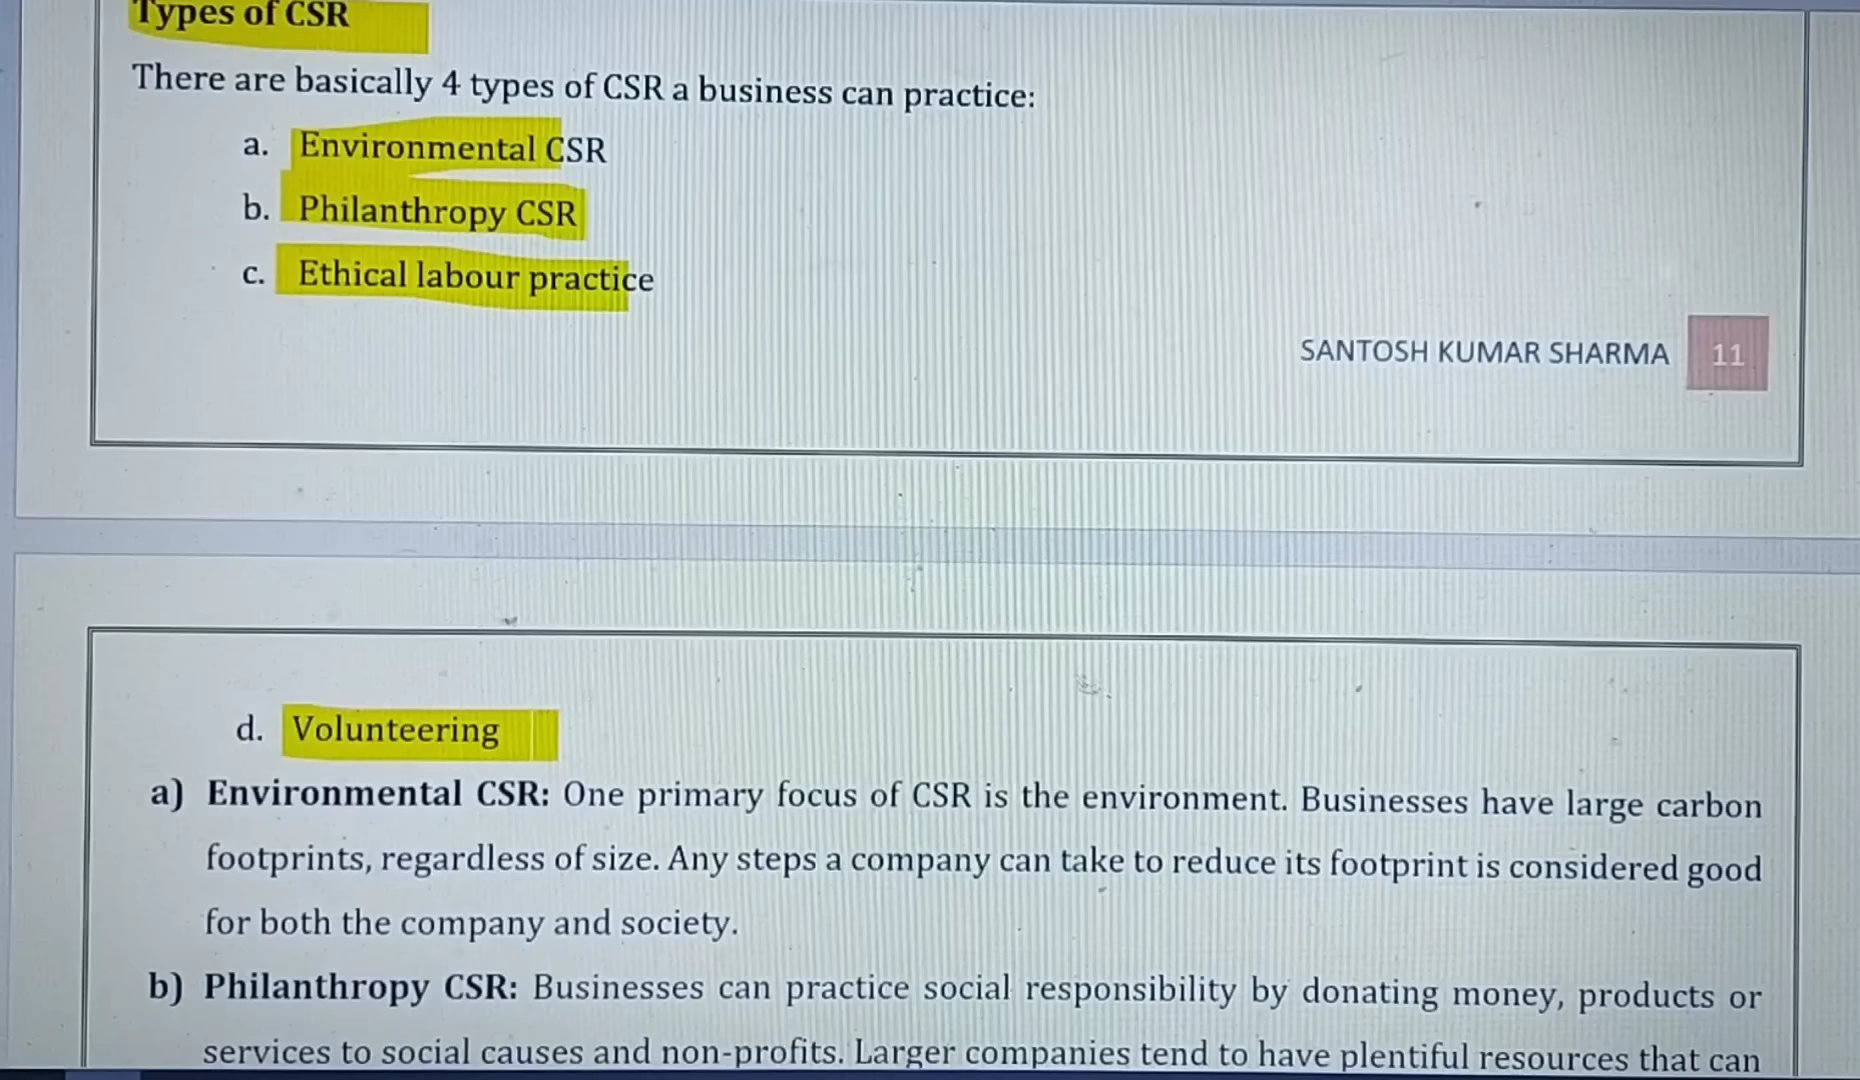 Types of CSR
There are basically 4 types of CSR a business can practice:
a. Environmental CSR
b. Philanthropy CSR
c. Ethical labour practice
SANTOSH KUMAR SHARMA 11
d. Volunteering
a) Environmental CSR: One primary focus of CSR is the environment. Businesses have large carbon
footprints, regardless of size. Any steps a company can take to reduce its footprint is considered good
for both the company and society.
b) Philanthropy CSR: Businesses can practice social responsibility by donating money, products or
services to social causes and non-profits. Larger companies tend to have plentiful resources that can